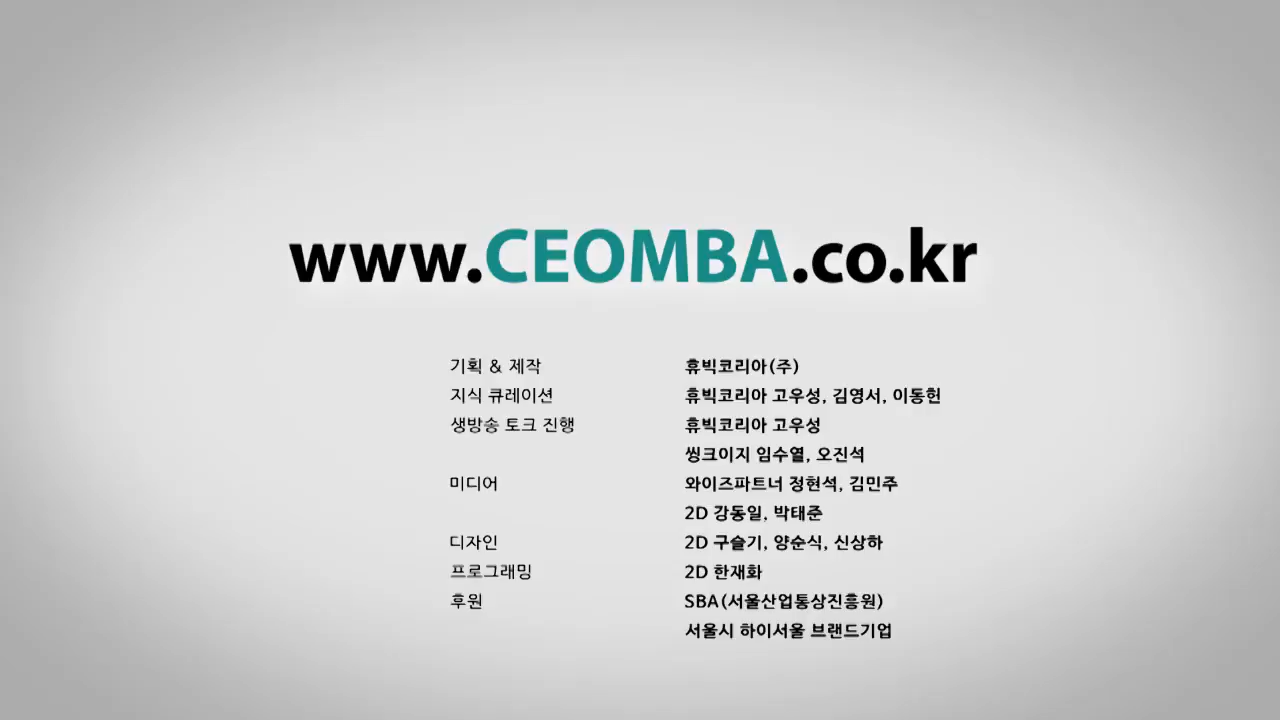 www.CEOMBA.co.kr
기획 & 제작 휴빅코리아(주)
지식 큐레이션 휴빅코리아 고우성, 김영서, 이동헌
생방송 토크 진행 휴빅코리아 고우성
씽크이지 임수열, 오진석
미디어 와이즈파트너 정현석, 김민주
2D 강동일, 박태준
디자인 2D 구슬기, 양순식, 신상하
프로그래밍 2D 한재화
후원 SBA(서울산업통상진흥원)
서울시 하이서울 브랜드기업